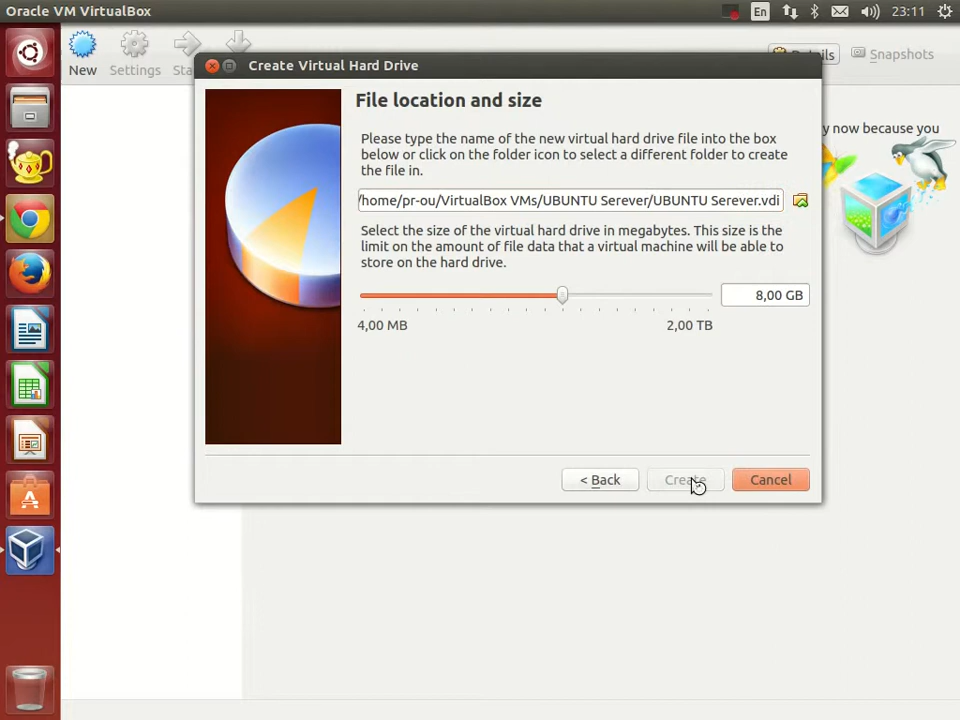 Oracle VM VirtualBox
En
23:11
New
Settings
Sta
Details
Snapshots
Create Virtual Hard Drive
File location and size
y now because you
Please type the name of the new virtual hard drive file into the box
below or click on the folder icon to select a different folder to create
the file in.
/home/pr-ou/VirtualBox VMs/UBUNTU Serever/UBUNTU Serever.vdi
Select the size of the virtual hard drive in megabytes. This size is the
limit on the amount of file data that a virtual machine will be able to
store on the hard drive.
8,00 GB
4,00 MB
2,00 TB
< Back
Create
Cancel